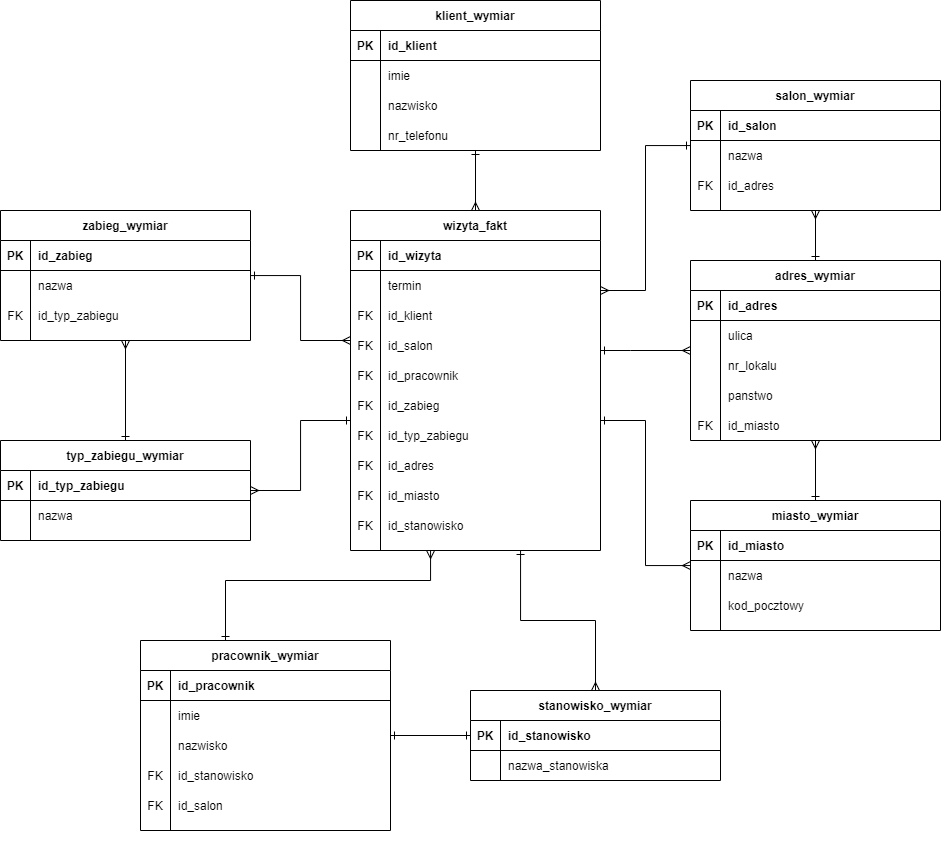 klient_wymiar
PK id_klient
imie
nazwisko
nr_telefonu
salon_wymiar
PK id_salon
nazwa
FK id_adres
zabieg_wymiar
PK id_zabieg
nazwa
FK id_typ_zabiegu
wizyta_fakt
PK id_wizyta
termin
FK id_klient
FK id_salon
FK id_pracownik
FK id_zabieg
FK id_typ_zabiegu
FK id_adres
FK id_miasto
FK id_stanowisko
adres_wymiar
PK id_adres
ulica
nr_lokalu
panstwo
FK id_miasto
typ_zabiegu_wymiar
PK id_typ_zabiegu
nazwa
miasto_wymiar
PK id_miasto
nazwa
kod_pocztowy
pracownik_wymiar
PK id_pracownik
imie
nazwisko
FK id_stanowisko
FK id_salon
stanowisko_wymiar
PK id_stanowisko
nazwa_stanowiska